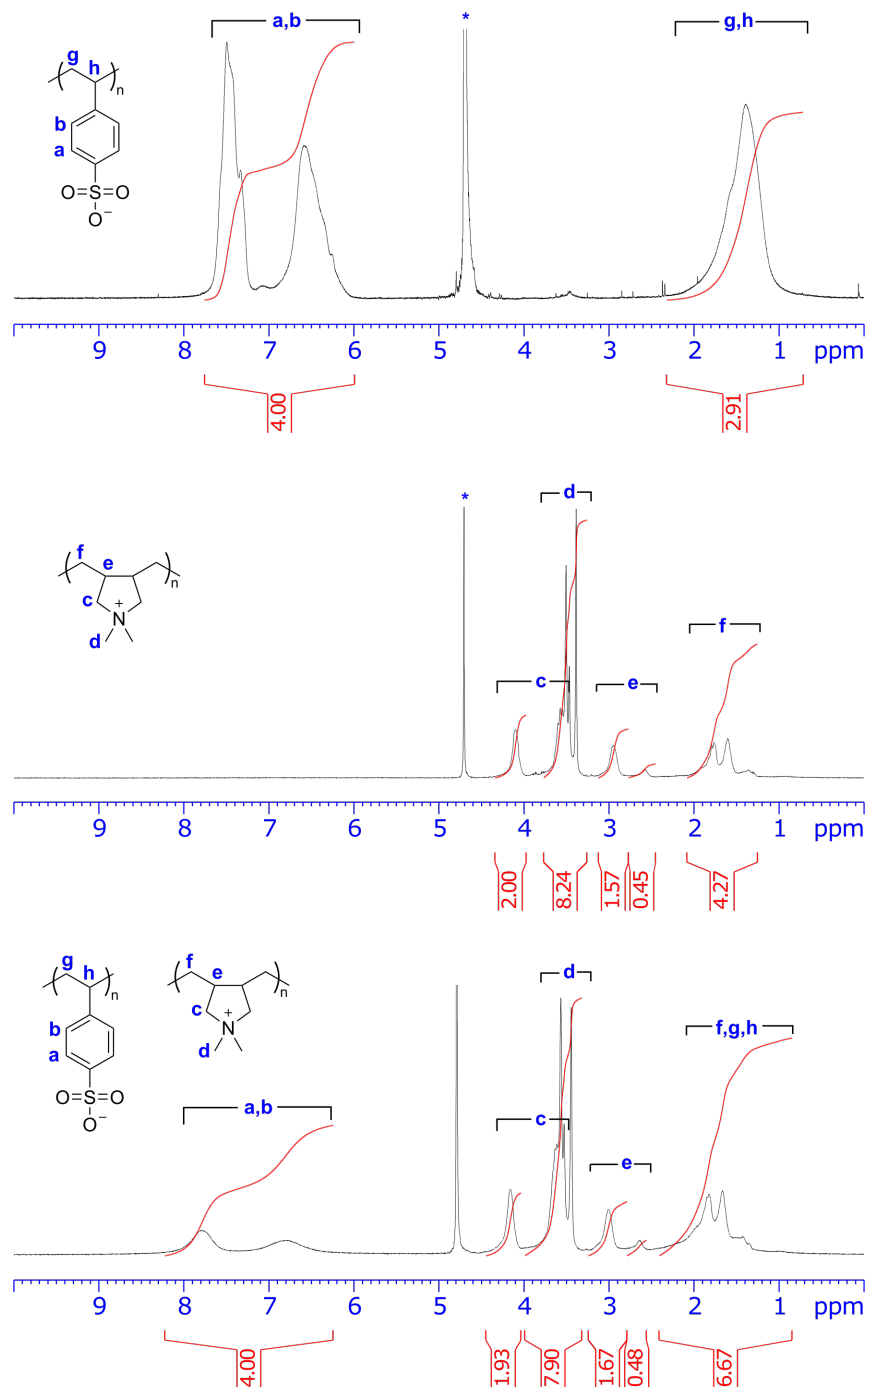 a,b
*
g,h
g
h
n
b
a
O=S=O
O⁻
9 8 7 6 5 4 3 2 1 ppm
4.00
2.91
*
d
f
e
n
c
+
N
d
c
e
f
9 8 7 6 5 4 3 2 1 ppm
2.00
8.24
1.57
0.45
4.27
g
h
n
b
a
O=S=O
O⁻
f
e
n
c
+
N
d
a,b
c
d
e
f,g,h
9 8 7 6 5 4 3 2 1 ppm
4.00
1.93
7.90
1.67
0.48
6.67